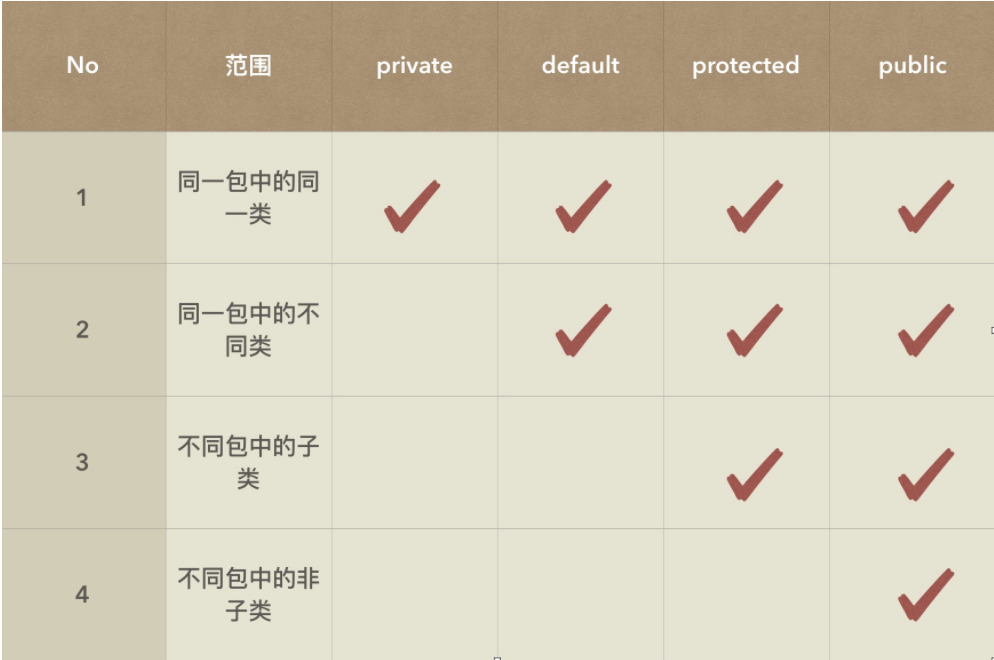 No 范围 private default protected public
1 同一包中的同
一类
2 同一包中的不
同类
3 不同包中的子
类
4 不同包中的非
子类